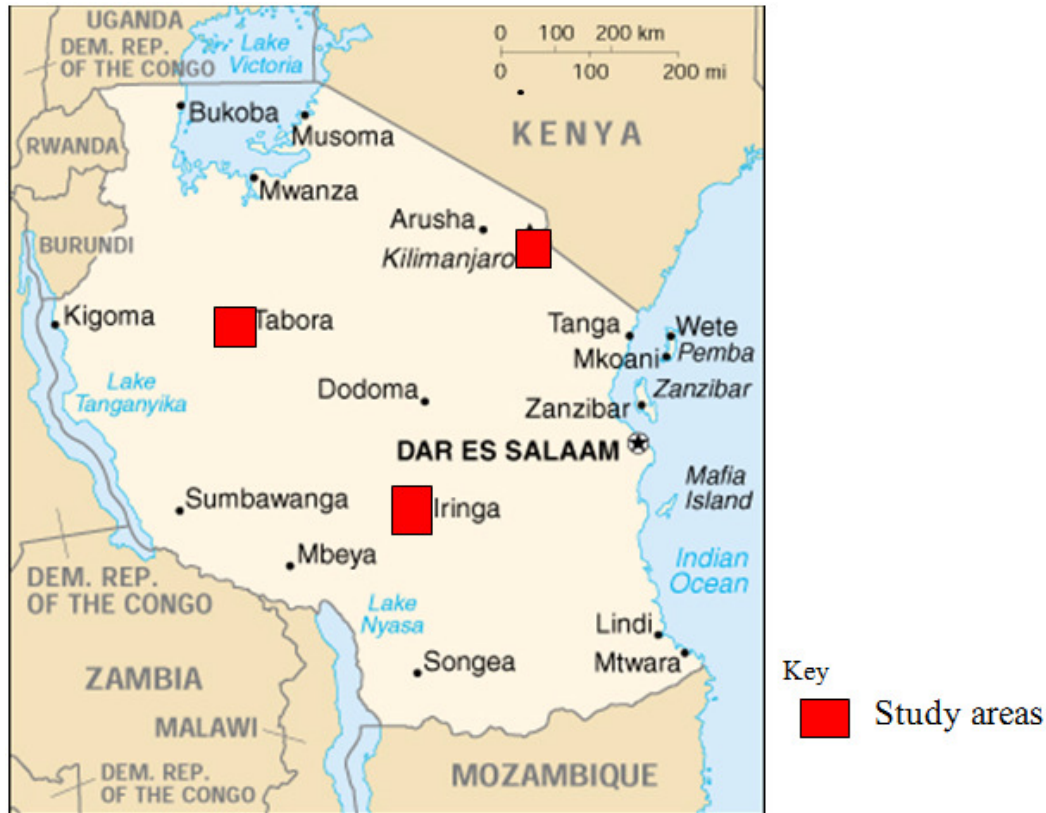 UGANDA
DEM. REP.
OF THE CONGO
Lake
Victoria
0 100 200 km
0 100 200 mi
KENYA
Bukoba
Musoma
RWANDA
Mwanza
Arusha
Kilimanjaro
BURUNDI
Kigoma
Tabora
Tanga
Wete
Mkoani
Pemba
Lake
Tanganyika
Dodoma
Zanzibar
Zanzibar
DAR ES SALAAM
Mafia
Island
Sumbawanga
Iringa
Mbeya
Indian
Ocean
DEM. REP.
OF THE CONGO
Lake
Nyasa
Lindi
Mtwara
Songea
ZAMBIA
MALAWI
DEM. REP.
OF THE CONGO
MOZAMBIQUE
Key
Study areas